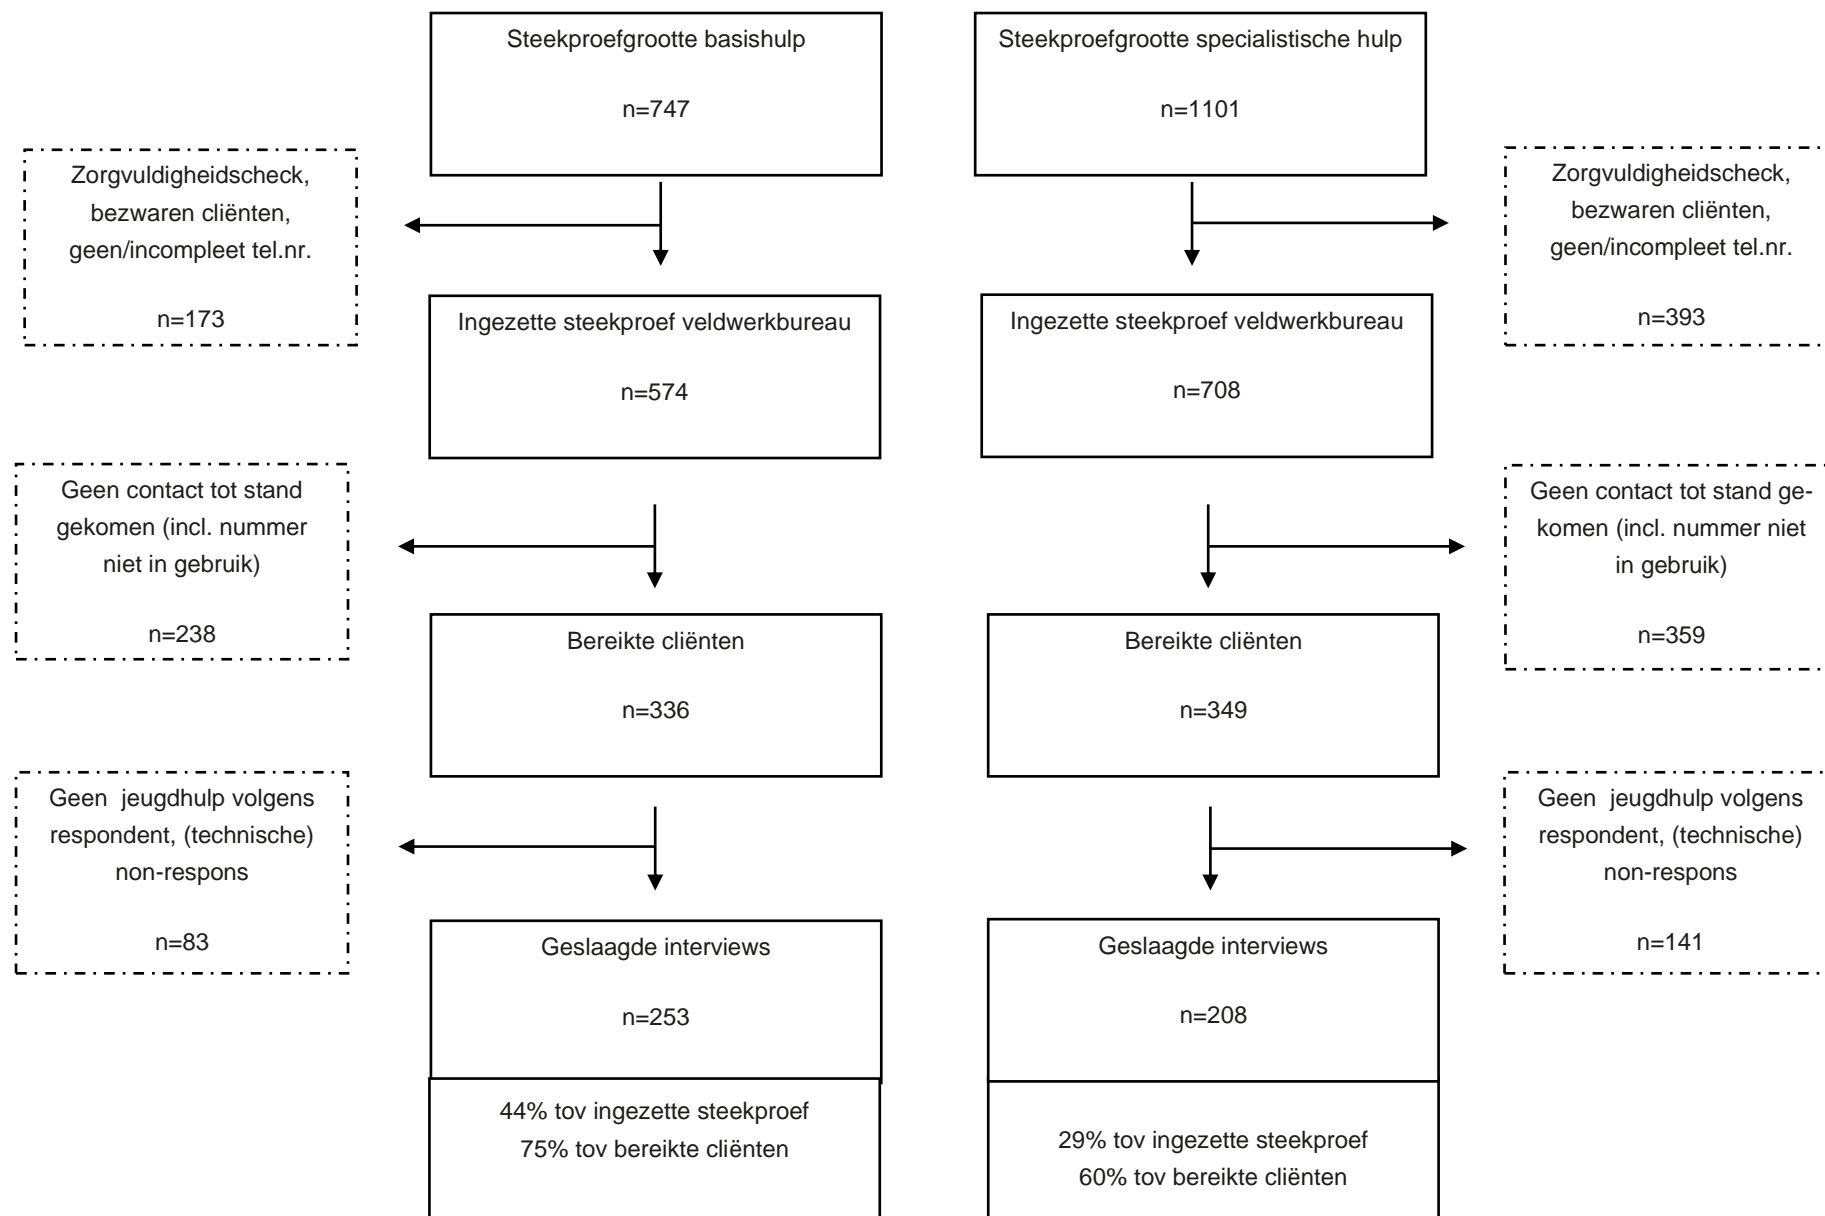 Steekproefgrootte basishulp
n=747
Steekproefgrootte specialistische hulp
n=1101
Zorgvuldigheidscheck,
bezwaren cliënten,
geen/incompleet tel.nr.
n=173
Zorgvuldigheidscheck,
bezwaren cliënten,
geen/incompleet tel.nr.
n=393
Ingezette steekproef veldwerkbureau
n=574
Ingezette steekproef veldwerkbureau
n=708
Geen contact tot stand
gekomen (incl. nummer
niet in gebruik)
n=238
Geen contact tot stand ge-
komen (incl. nummer niet
in gebruik)
n=359
Bereikte cliënten
n=336
Bereikte cliënten
n=349
Geen jeugdhulp volgens
respondent, (technische)
non-respons
n=83
Geen jeugdhulp volgens
respondent, (technische)
non-respons
n=141
Geslaagde interviews
n=253
Geslaagde interviews
n=208
44% tov ingezette steekproef
75% tov bereikte cliënten
29% tov ingezette steekproef
60% tov bereikte cliënten